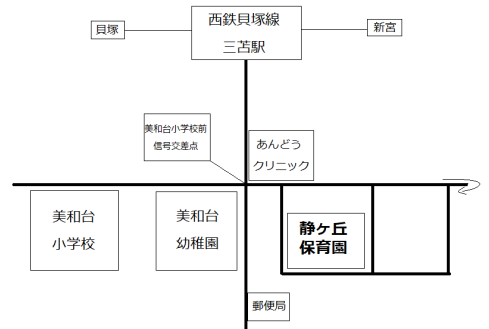 西鉄貝塚線
三苫駅
貝塚
新宮
美和台小学校前
信号交差点
あんどう
クリニック
美和台
小学校
美和台
幼稚園
静ヶ丘
保育園
郵便局